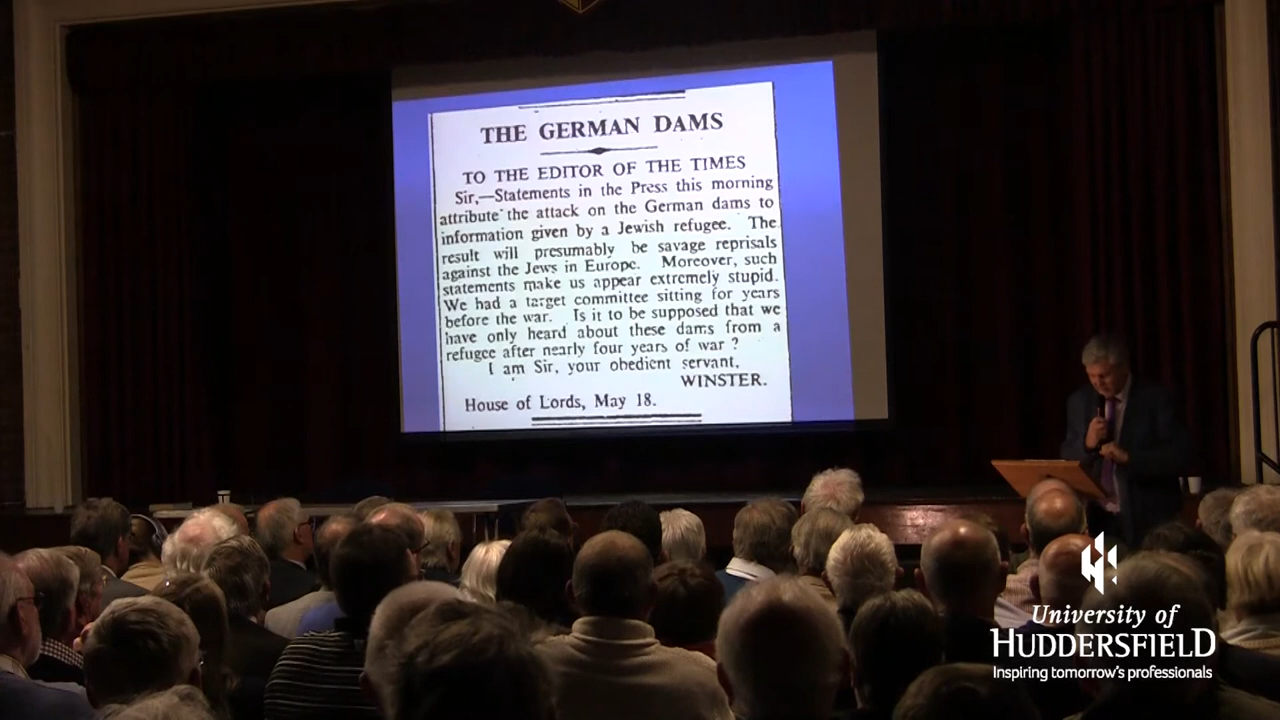 THE GERMAN DAMS
TO THE EDITOR OF THE TIMES
Sir,—Statements in the Press this morning
attribute the attack on the German dams to
information given by a Jewish refugee. The
result will presumably be savage reprisals
against the Jews in Europe. Moreover, such
statements make us appear extremely stupid.
We had a target committee sitting for years
before the war. Is it to be supposed that we
have only heard about these dams from a
refugee after nearly four years of war ?
I am Sir, your obedient servant,
WINSTER.
House of Lords, May 18.
University of
HUDDERSFIELD
Inspiring tomorrow's professionals